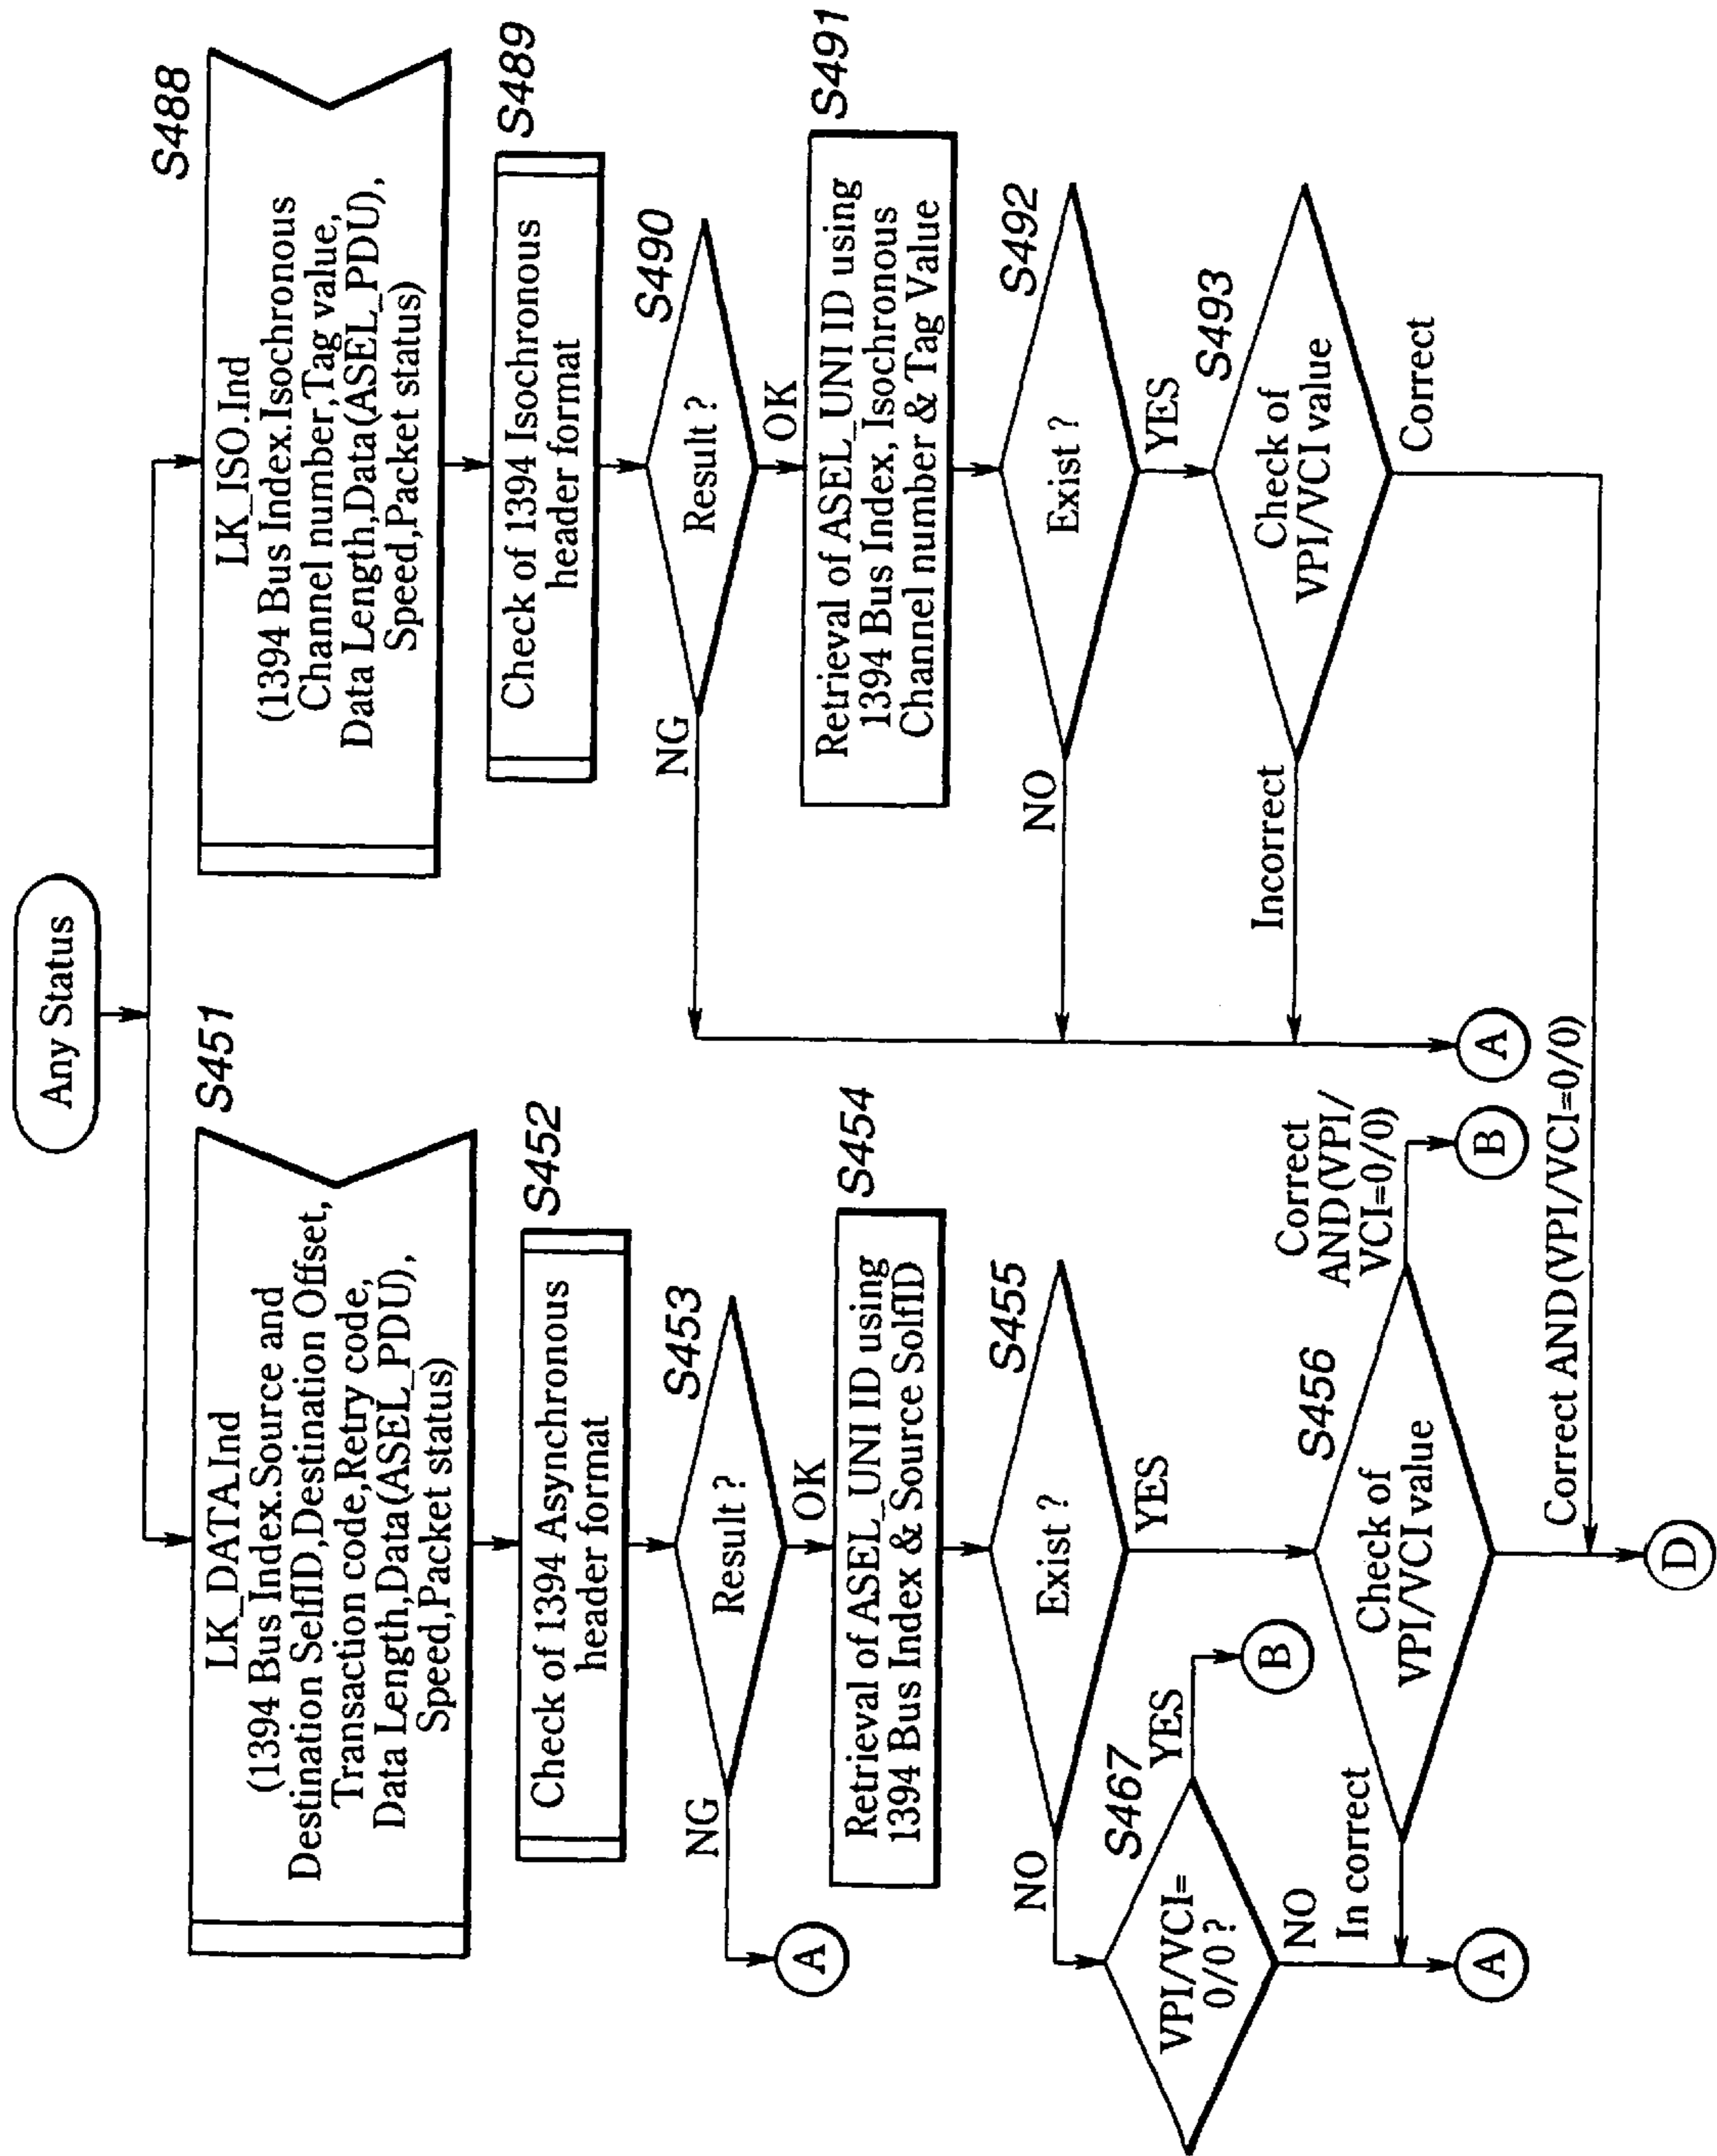 Any Status
S451
LK_DATA.Ind
(1394 Bus Index.Source and
Destination SelfID,Destination Offset,
Transaction code,Retry code,
Data Length,Data(ASEL_PDU),
Speed,Packet status)
S452
Check of 1394 Asynchronous
header format
S453
Result ?
NG
A
OK
S454
Retrieval of ASEL_UNI ID using
1394 Bus Index & Source SolfID
S455
Exist ?
NO
YES
S467
VPI/VCI=
0/0 ?
YES
B
NO
S456
Check of
VPI/VCI value
In correct
A
Correct
AND(VPI/
VCI=0/0)
B
Correct AND(VPI/VCI=0/0)
D
S488
LK_ISO.Ind
(1394 Bus Index.Isochronous
Channel number,Tag value,
Data Length,Data(ASEL_PDU),
Speed,Packet status)
S489
Check of 1394 Isochronous
header format
S490
Result ?
NG
OK
S491
Retrieval of ASEL_UNI ID using
1394 Bus Index, Isochronous
Channel number & Tag Value
S492
Exist ?
NO
YES
S493
Check of
VPI/VCI value
Incorrect
Correct
A